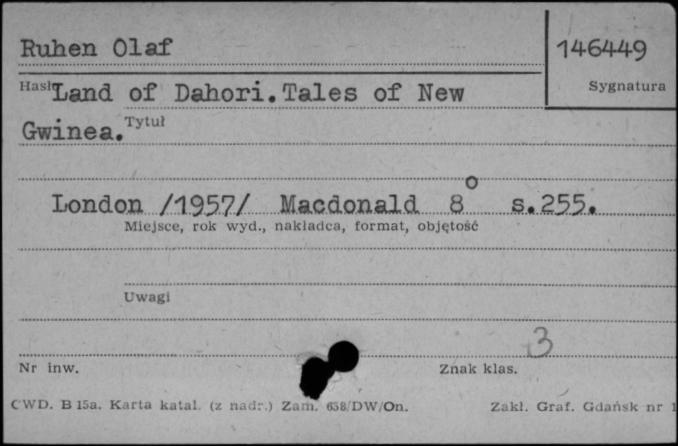 Ruhen Olaf
146449
Hasło
Sygnatura
Land of Dahori.Tales of New
Gwinea.
Tytuł
London /1957/ Macdonald 8° s.255.
Miejsce, rok wyd., nakładca, format, objętość
Uwagi
3
Nr inw.
Znak klas.
CWD. B 15a. Karta katal. (z nadr.) Zam. 658/DW/On.
Zakł. Graf. Gdańsk nr 1